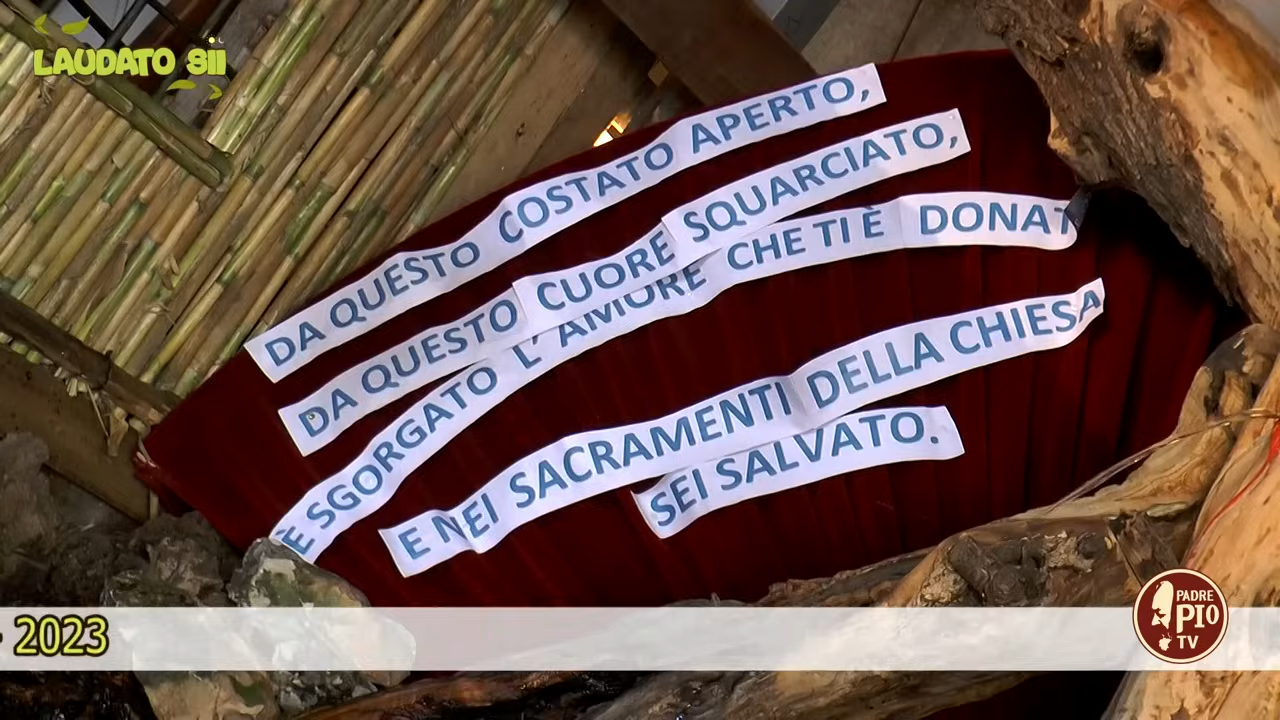 LAUDATO SII
DA QUESTO COSTATO APERTO,
DA QUESTO CUORE SQUARCIATO,
È SGORGATO L'AMORE CHE TI È DONAT
E NEI SACRAMENTI DELLA CHIESA
SEI SALVATO.
2023
PADRE
PIO
TV